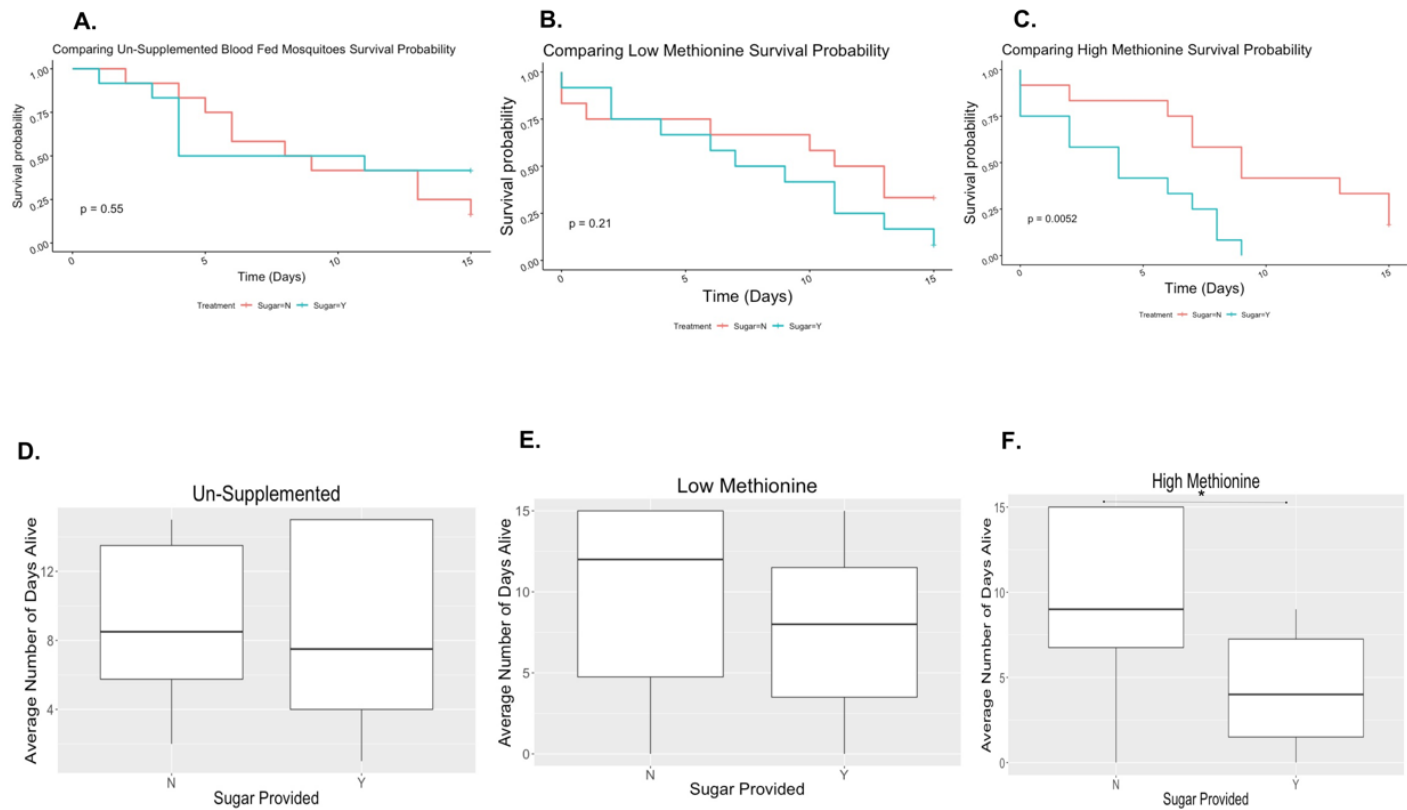 A.
Comparing Un-Supplemented Blood Fed Mosquitoes Survival Probability
Survival probability
1.00
0.75
0.50
0.25
0.00
p = 0.55
0
5
10
15
Time (Days)
Treatment Sugar=N Sugar=Y
B.
Comparing Low Methionine Survival Probability
Survival probability
1.00
0.75
0.50
0.25
0.00
p = 0.21
0
5
10
15
Time (Days)
Treatment Sugar=N Sugar=Y
C.
Comparing High Methionine Survival Probability
Survival probability
1.00
0.75
0.50
0.25
0.00
p = 0.0052
0
5
10
15
Time (Days)
Treatment Sugar=N Sugar=Y
D.
Un-Supplemented
Average Number of Days Alive
12
8
4
N
Y
Sugar Provided
E.
Low Methionine
Average Number of Days Alive
15
10
5
0
N
Y
Sugar Provided
F.
High Methionine
*
Average Number of Days Alive
15
10
5
0
N
Y
Sugar Provided